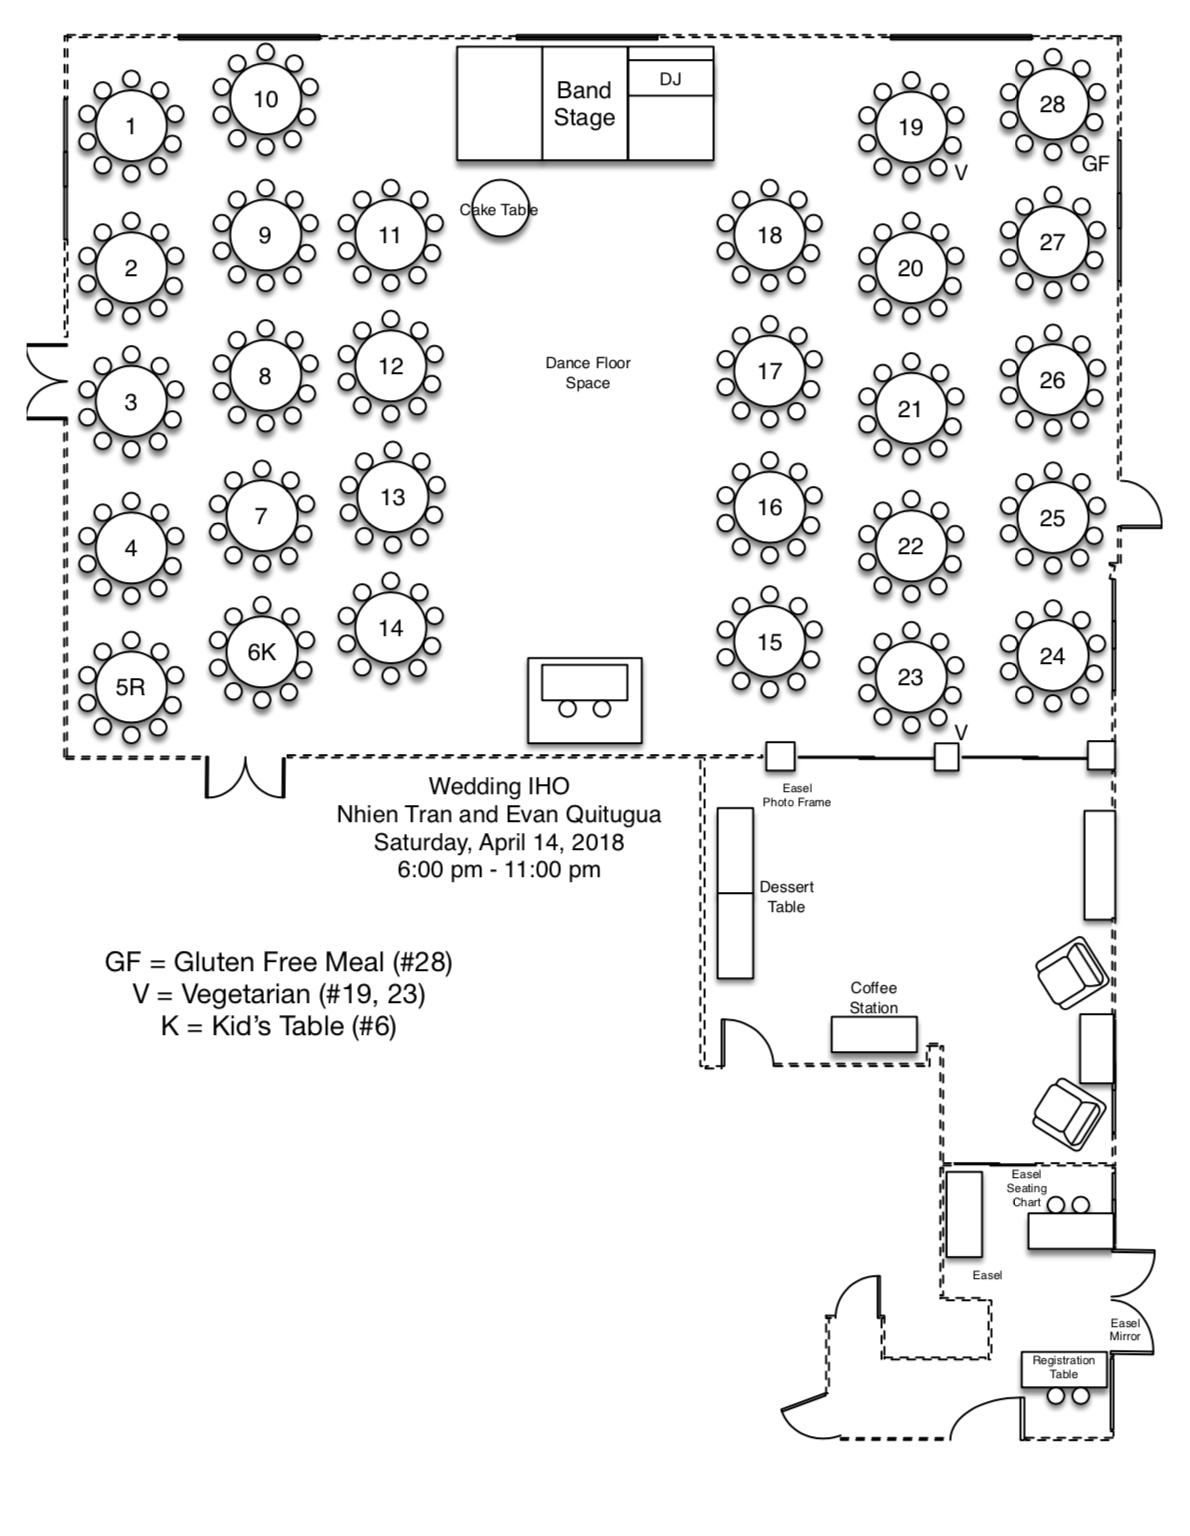 10
1
Band
Stage
DJ
19
28
V
GF
Cake Table
9
11
18
27
2
20
8
12
Dance Floor
Space
17
26
3
21
7
13
16
25
4
22
6K
14
15
24
5R
23
V
Wedding IHO
Nhien Tran and Evan Quitugua
Saturday, April 14, 2018
6:00 pm - 11:00 pm
Easel
Photo Frame
Dessert
Table
GF = Gluten Free Meal (#28)
V = Vegetarian (#19, 23)
K = Kid’s Table (#6)
Coffee
Station
Easel
Seating
Chart
Easel
Easel
Mirror
Registration
Table